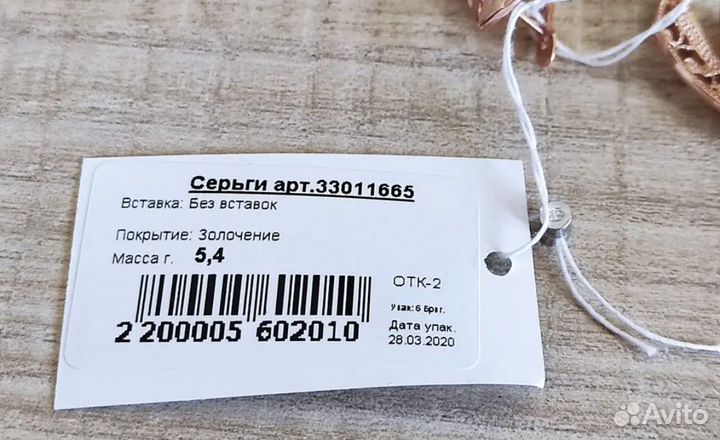 Серьги арт.33011665
Вставка: Без вставок
Покрытие: Золочение
Масса г. 5,4
ОТК-2
Упак: 6 Бриг.
Дата упак.
28.03.2020
2 200005 602010
Avito